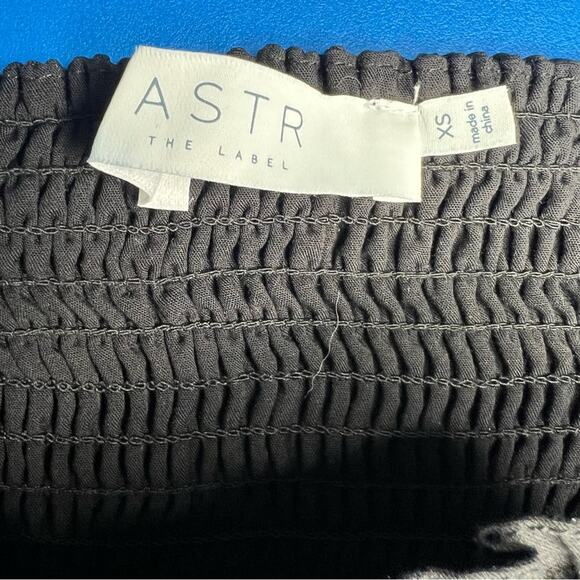 ASTR
THE LABEL
XS
made in
china